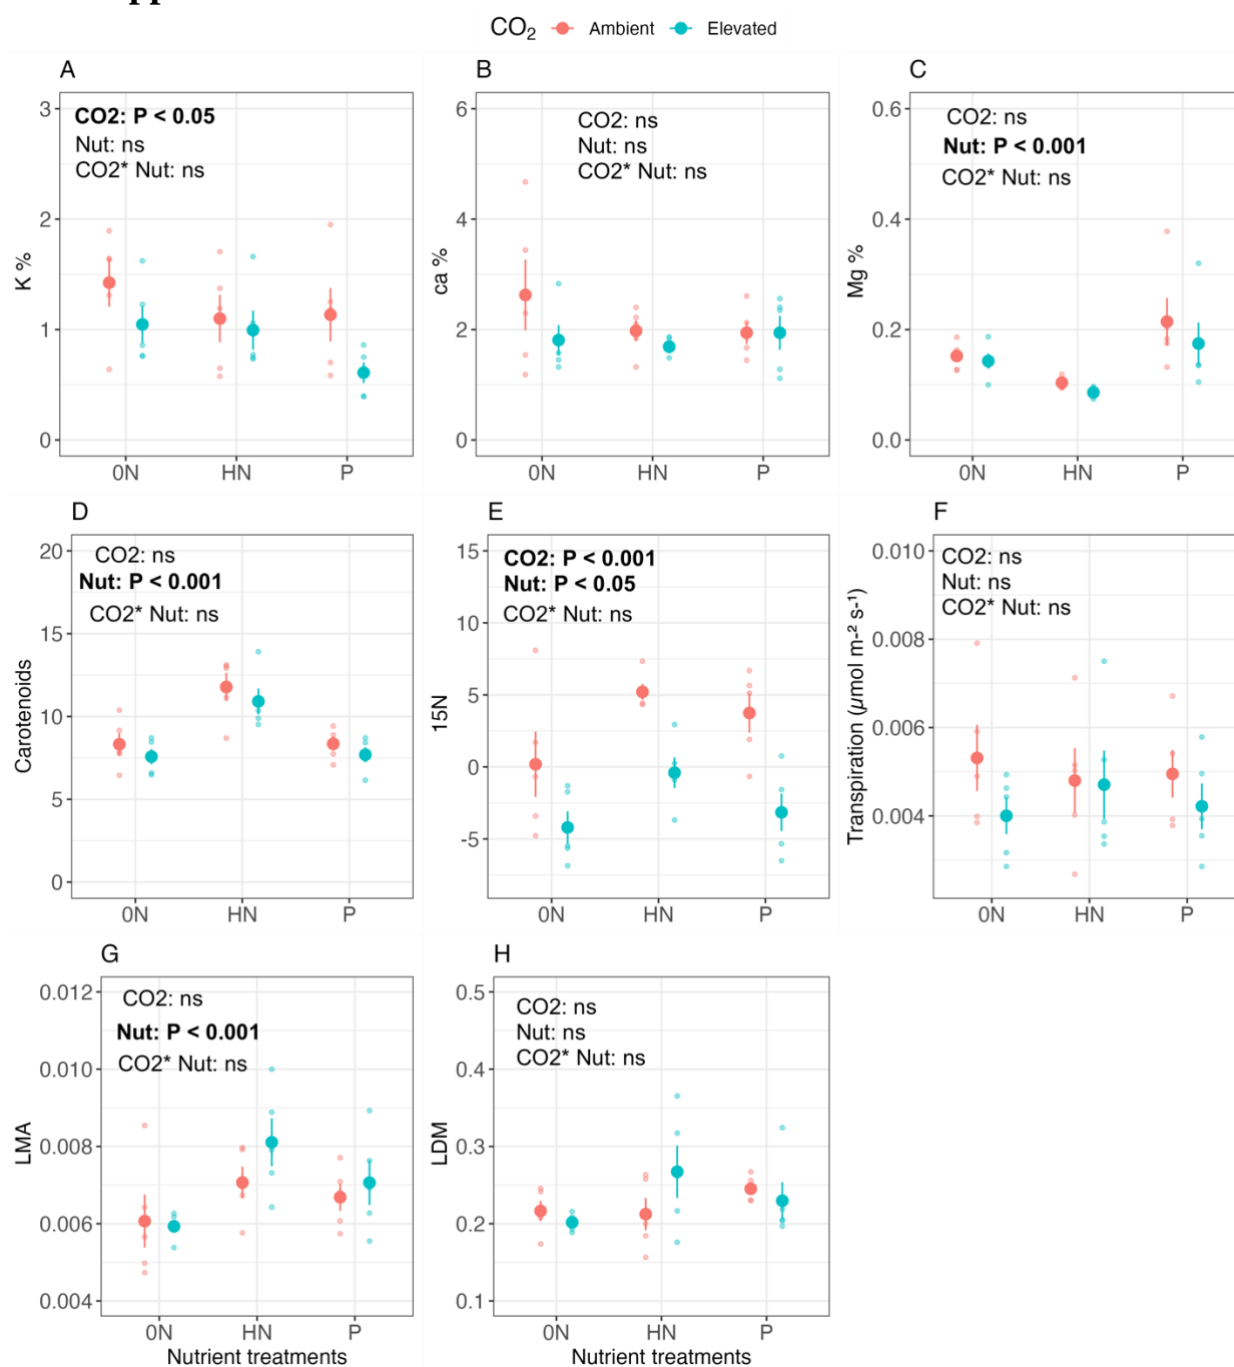 CO₂ Ambient Elevated
A
CO2: P < 0.05
Nut: ns
CO2* Nut: ns
K %
3
2
1
0
0N HN P
B
CO2: ns
Nut: ns
CO2* Nut: ns
ca %
6
4
2
0
0N HN P
C
CO2: ns
Nut: P < 0.001
CO2* Nut: ns
Mg %
0.6
0.4
0.2
0.0
0N HN P
D
CO2: ns
Nut: P < 0.001
CO2* Nut: ns
Carotenoids
20
15
10
5
0
0N HN P
E
CO2: P < 0.001
Nut: P < 0.05
CO2* Nut: ns
15N
15
10
5
0
-5
0N HN P
F
CO2: ns
Nut: ns
CO2* Nut: ns
Transpiration (µmol m⁻² s⁻¹)
0.010
0.008
0.006
0.004
0N HN P
G
CO2: ns
Nut: P < 0.001
CO2* Nut: ns
LMA
0.012
0.010
0.008
0.006
0.004
0N HN P
Nutrient treatments
H
CO2: ns
Nut: ns
CO2* Nut: ns
LDM
0.5
0.4
0.3
0.2
0.1
0N HN P
Nutrient treatments